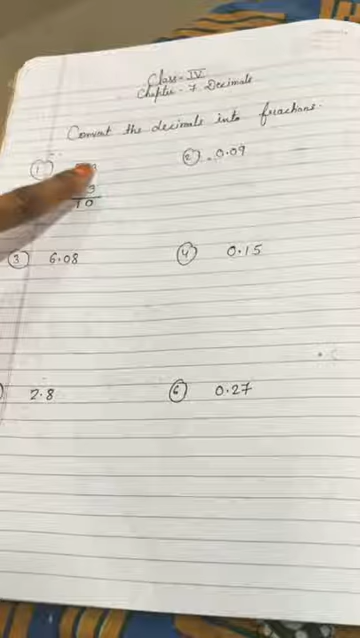 Class - IV
Chapter - 7 Decimals
Convert the decimals into fractions.
1
3
10
2 0.09
3 6.08
4 0.15
2.8
6 0.27